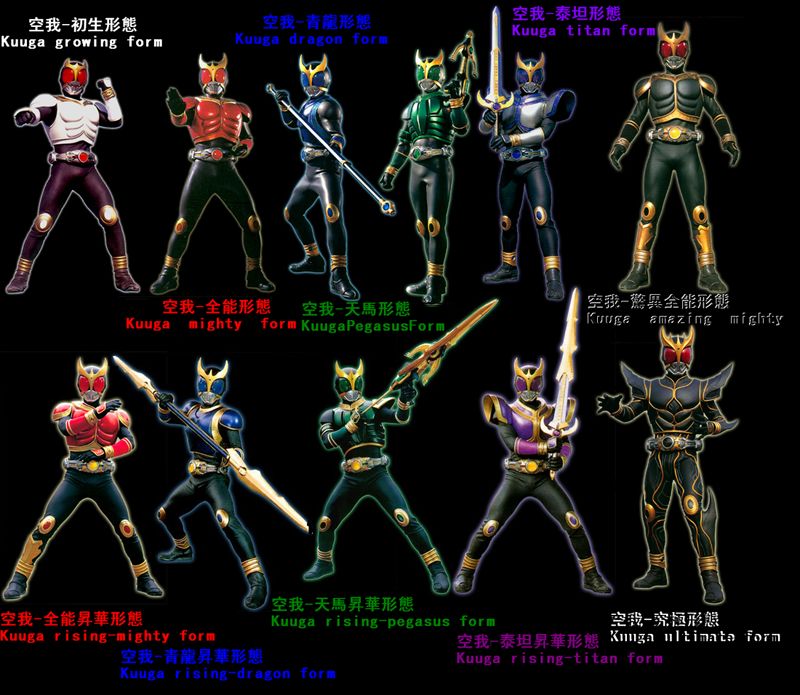 空我-初生形態
Kuuga growing form
空我-青龍形態
Kuuga dragon form
空我-泰坦形態
Kuuga titan form
空我-全能形態
Kuuga mighty form
空我-天馬形態
KuugaPegasusForm
空我-驚異全能形態
Kuuga amazing mighty
空我-全能昇華形態
Kuuga rising-mighty form
空我-青龍昇華形態
Kuuga rising-dragon form
空我-天馬昇華形態
Kuuga rising-pegasus form
空我-泰坦昇華形態
Kuuga rising-titan form
空我-究極形態
Kuuga ultimate form